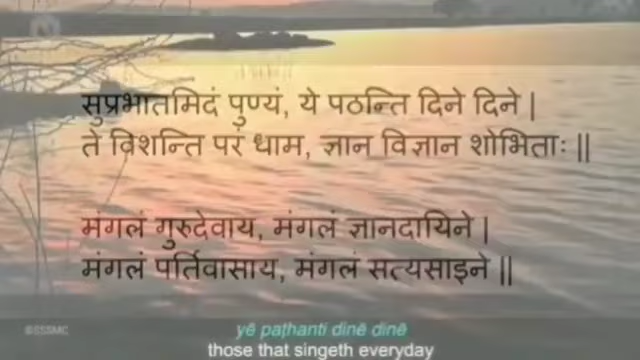 सुप्रभातमिदं पुण्यं, ये पठन्ति दिने दिने |
ते विशन्ति परं धाम, ज्ञान विज्ञान शोभिताः ||
मंगलं गुरुदेवाय, मंगलं ज्ञानदायिने |
मंगलं पर्तिवासाय, मंगलं सत्यसाइने ||
©SSSMC
yē paṭhanti dinē dinē
those that singeth everyday